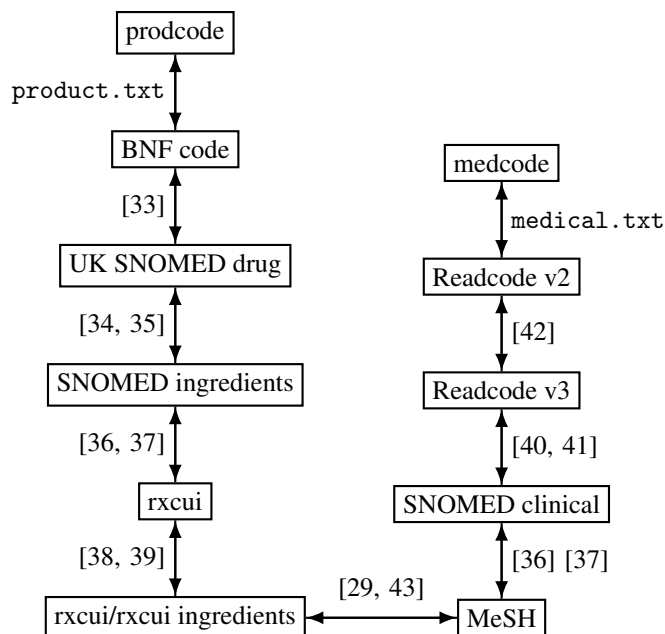 prodcode
product.txt
BNF code
medcode
[33]
medical.txt
UK SNOMED drug
Readcode v2
[34, 35]
[42]
SNOMED ingredients
Readcode v3
[36, 37]
[40, 41]
rxcui
SNOMED clinical
[38, 39]
[36] [37]
[29, 43]
rxcui/rxcui ingredients
MeSH